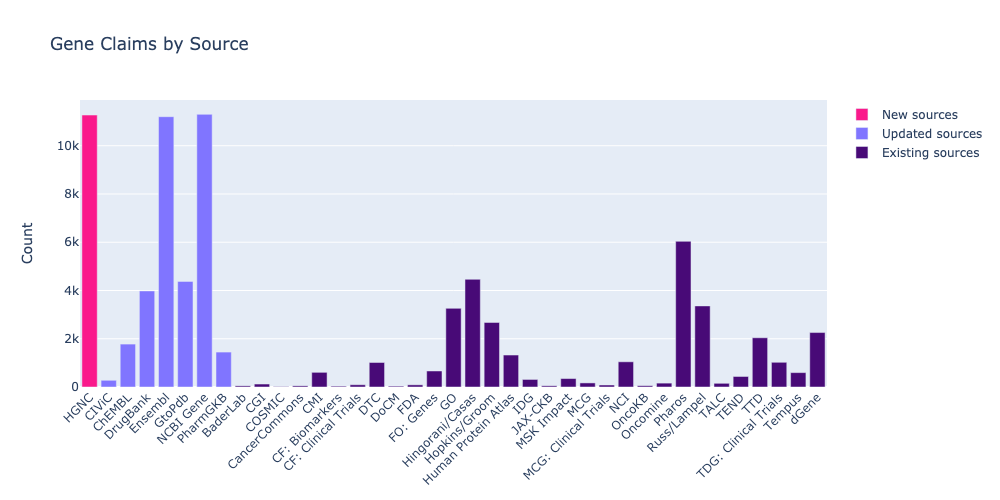 Gene Claims by Source
New sources
Updated sources
Existing sources
Count
10k
8k
6k
4k
2k
0
HGNC
CIViC
ChEMBL
DrugBank
Ensembl
GtoPdb
NCBI Gene
PharmGKB
BaderLab
CGI
COSMIC
CancerCommons
CMI
CF: Biomarkers
CF: Clinical Trials
DTC
DoCM
FDA
FO: Genes
GO
Hingorani/Casas
Hopkins/Groom
Human Protein Atlas
IDG
JAX-CKB
MSK Impact
MCG
MCG: Clinical Trials
NCI
OncoKB
Oncomine
Pharos
Russ/Lampel
TALC
TEND
TTD
TDG: Clinical Trials
Tempus
dGene